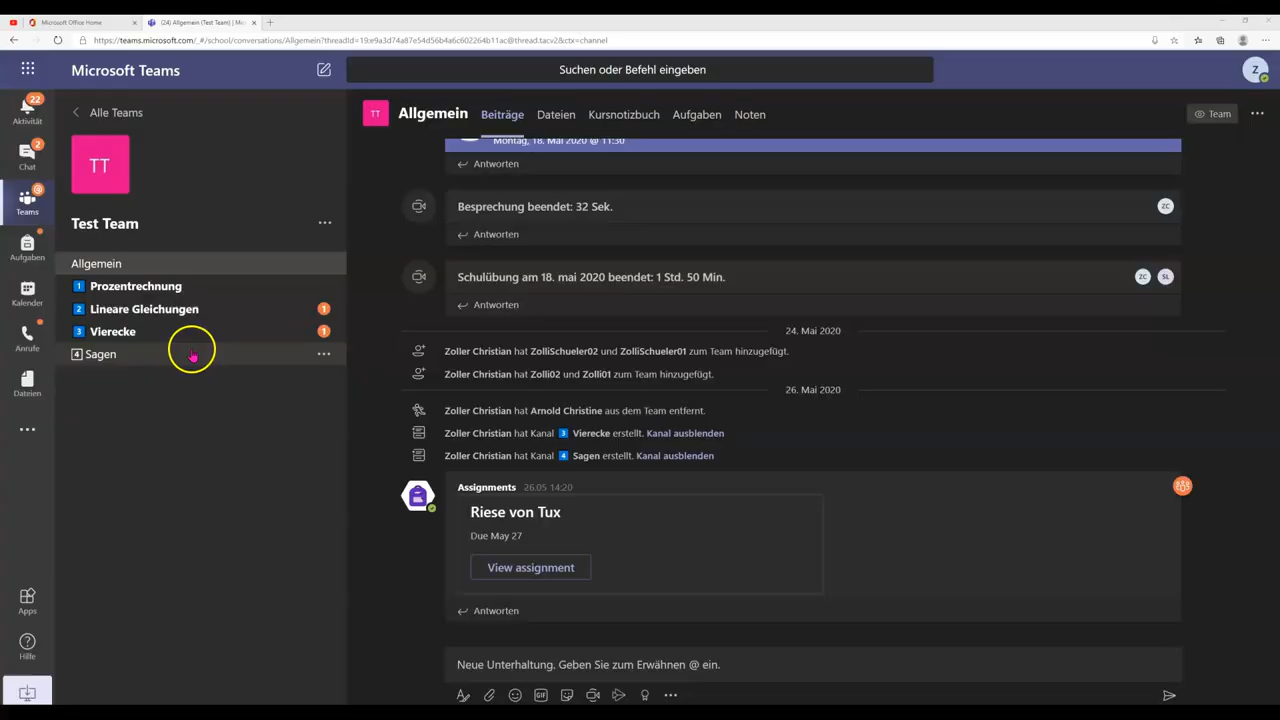 Microsoft Office Home
(24) Allgemein (Test Team) | Mic
https://teams.microsoft.com/_#/school/conversations/Allgemein?threadId=19:e9a3d74a87e54d56b4a6c602264b11ac@thread.tacv2&ctx=channel
Microsoft Teams
Suchen oder Befehl eingeben
Z
22
Aktivität
2
Chat
Teams
Aufgaben
Kalender
Anrufe
Dateien
Apps
Hilfe
Alle Teams
TT
Test Team
Allgemein
1 Prozentrechnung
2 Lineare Gleichungen 1
3 Vierecke 1
4 Sagen
TT Allgemein Beiträge Dateien Kursnotizbuch Aufgaben Noten Team
Montag, 18. Mai 2020 @ 11:30
Antworten
Besprechung beendet: 32 Sek. ZC
Antworten
Schulübung am 18. mai 2020 beendet: 1 Std. 50 Min. ZC SL
Antworten
24. Mai 2020
Zoller Christian hat ZolliSchueler02 und ZolliSchueler01 zum Team hinzugefügt.
Zoller Christian hat Zolli02 und Zolli01 zum Team hinzugefügt.
26. Mai 2020
Zoller Christian hat Arnold Christine aus dem Team entfernt.
Zoller Christian hat Kanal 3 Vierecke erstellt. Kanal ausblenden
Zoller Christian hat Kanal 4 Sagen erstellt. Kanal ausblenden
Assignments 26.05 14:20
Riese von Tux
Due May 27
View assignment
Antworten
Neue Unterhaltung. Geben Sie zum Erwähnen @ ein.
GIF